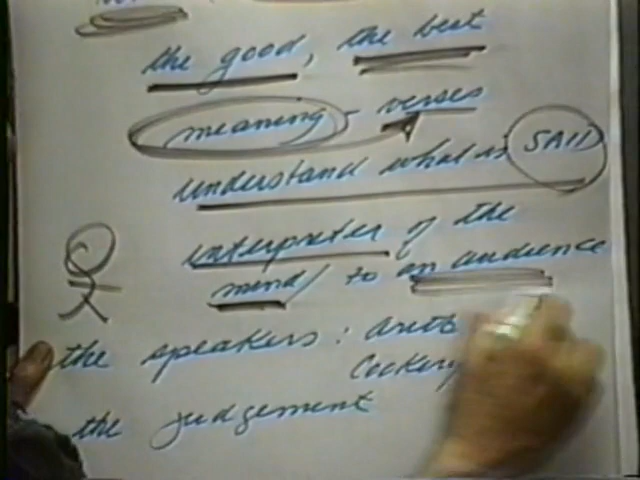 the good, the best
meaning - verses
understand what is SAID
interpreter of the
mind / to an audience
the speakers:
the judgement